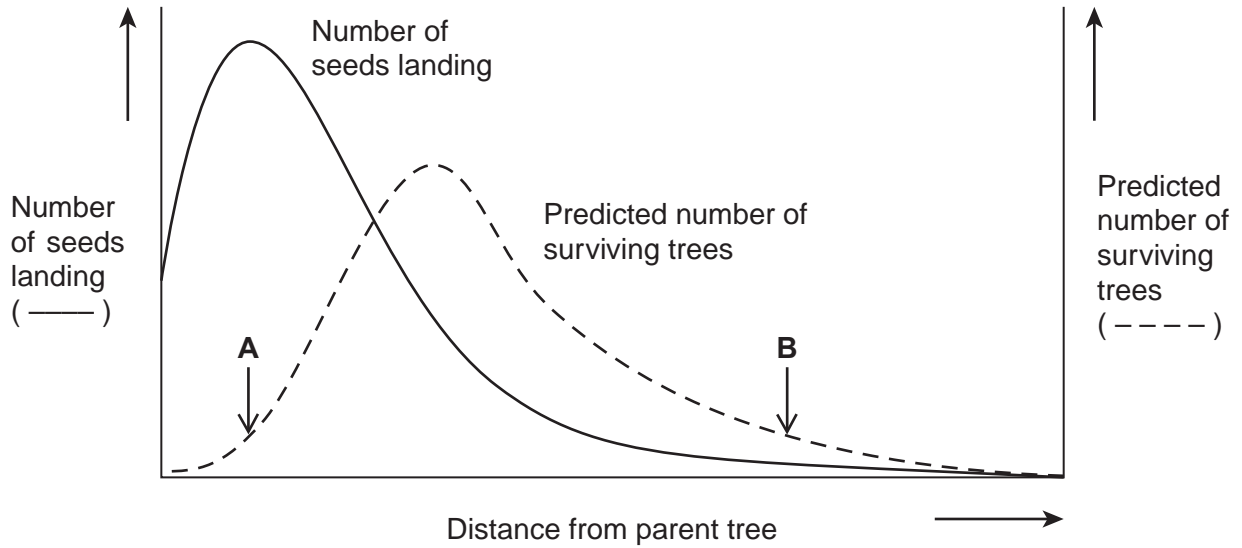 Number of
seeds landing
Number
of seeds
landing
( ——— )
Predicted number of
surviving trees
Predicted
number of
surviving
trees
( – – – – )
A
B
Distance from parent tree